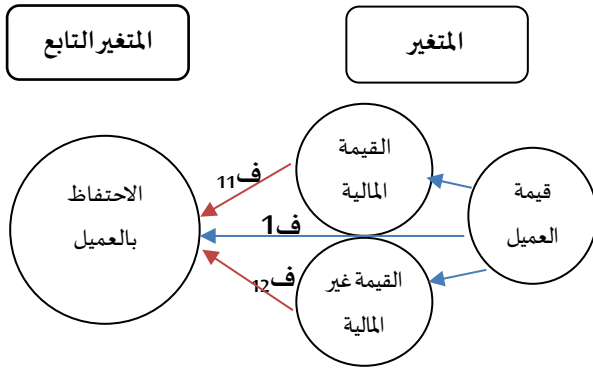 المتغير
المتغير التابع
قيمة
العميل
القيمة
المالية
القيمة غير
المالية
ف11
ف1
ف12
الاحتفاظ
بالعميل